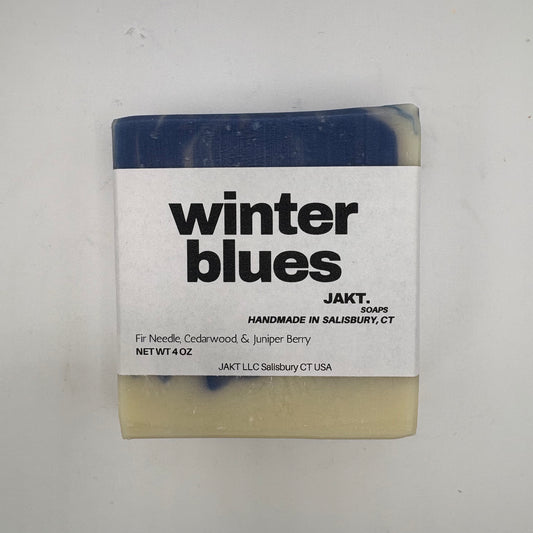 winter
blues
JAKT.
SOAPS
HANDMADE IN SALISBURY, CT
Fir Needle, Cedarwood, & Juniper Berry
NET WT 4 OZ
JAKT LLC Salisbury CT USA